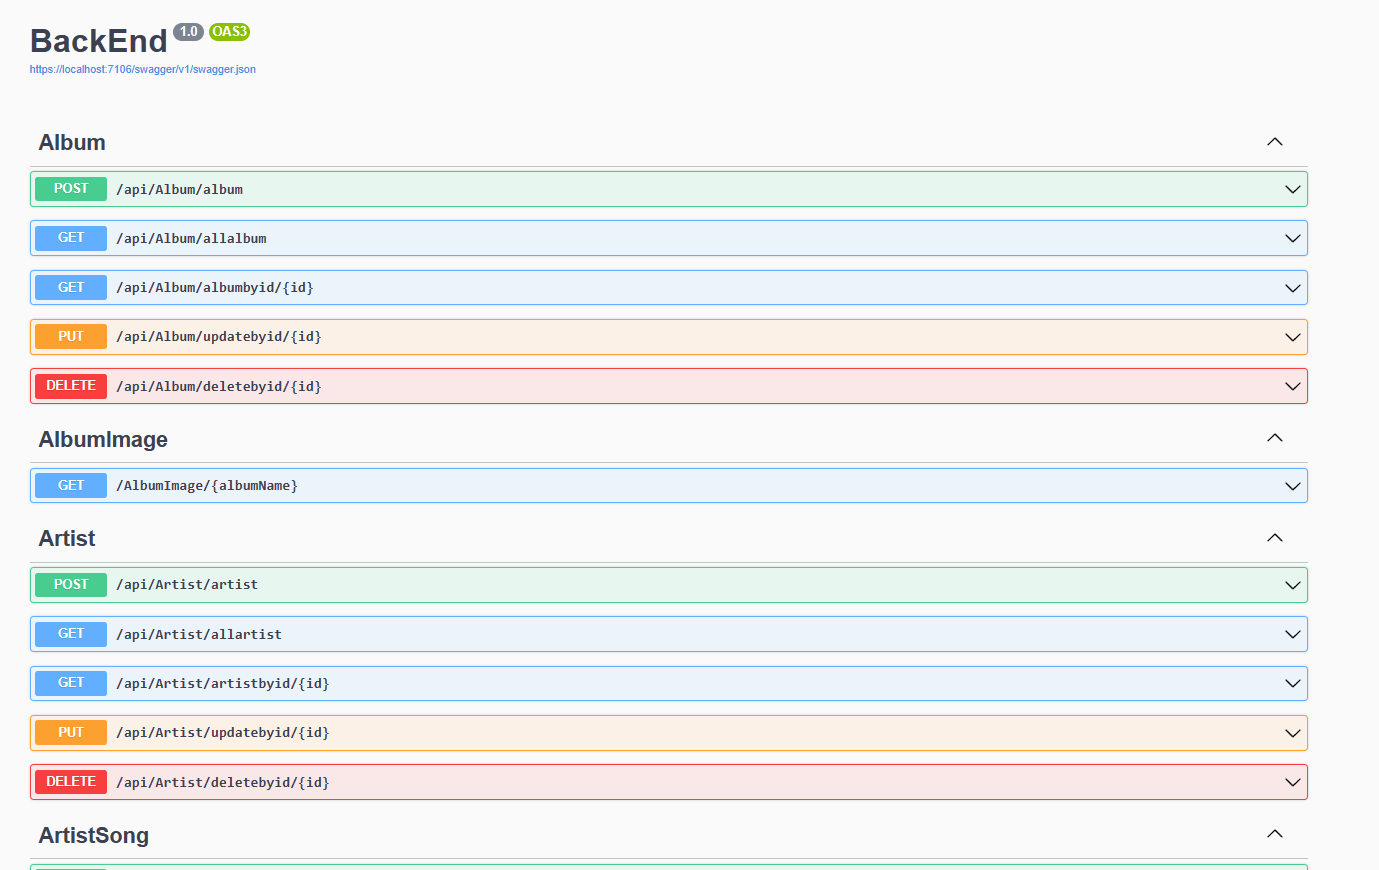 BackEnd 1.0 OAS3
https://localhost:7106/swagger/v1/swagger.json
Album
POST /api/Album/album
GET /api/Album/allalbum
GET /api/Album/albumbyid/{id}
PUT /api/Album/updatebyid/{id}
DELETE /api/Album/deletebyid/{id}
AlbumImage
GET /AlbumImage/{albumName}
Artist
POST /api/Artist/artist
GET /api/Artist/allartist
GET /api/Artist/artistbyid/{id}
PUT /api/Artist/updatebyid/{id}
DELETE /api/Artist/deletebyid/{id}
ArtistSong